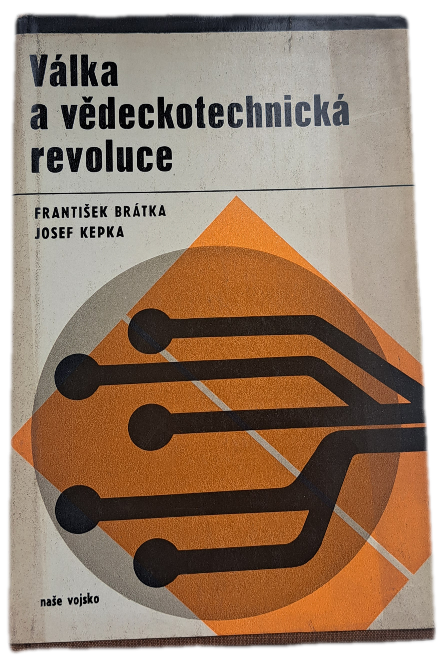 Válka
a vědeckotechnická
revoluce
FRANTIŠEK BRÁTKA
JOSEF KEPKA
naše vojsko